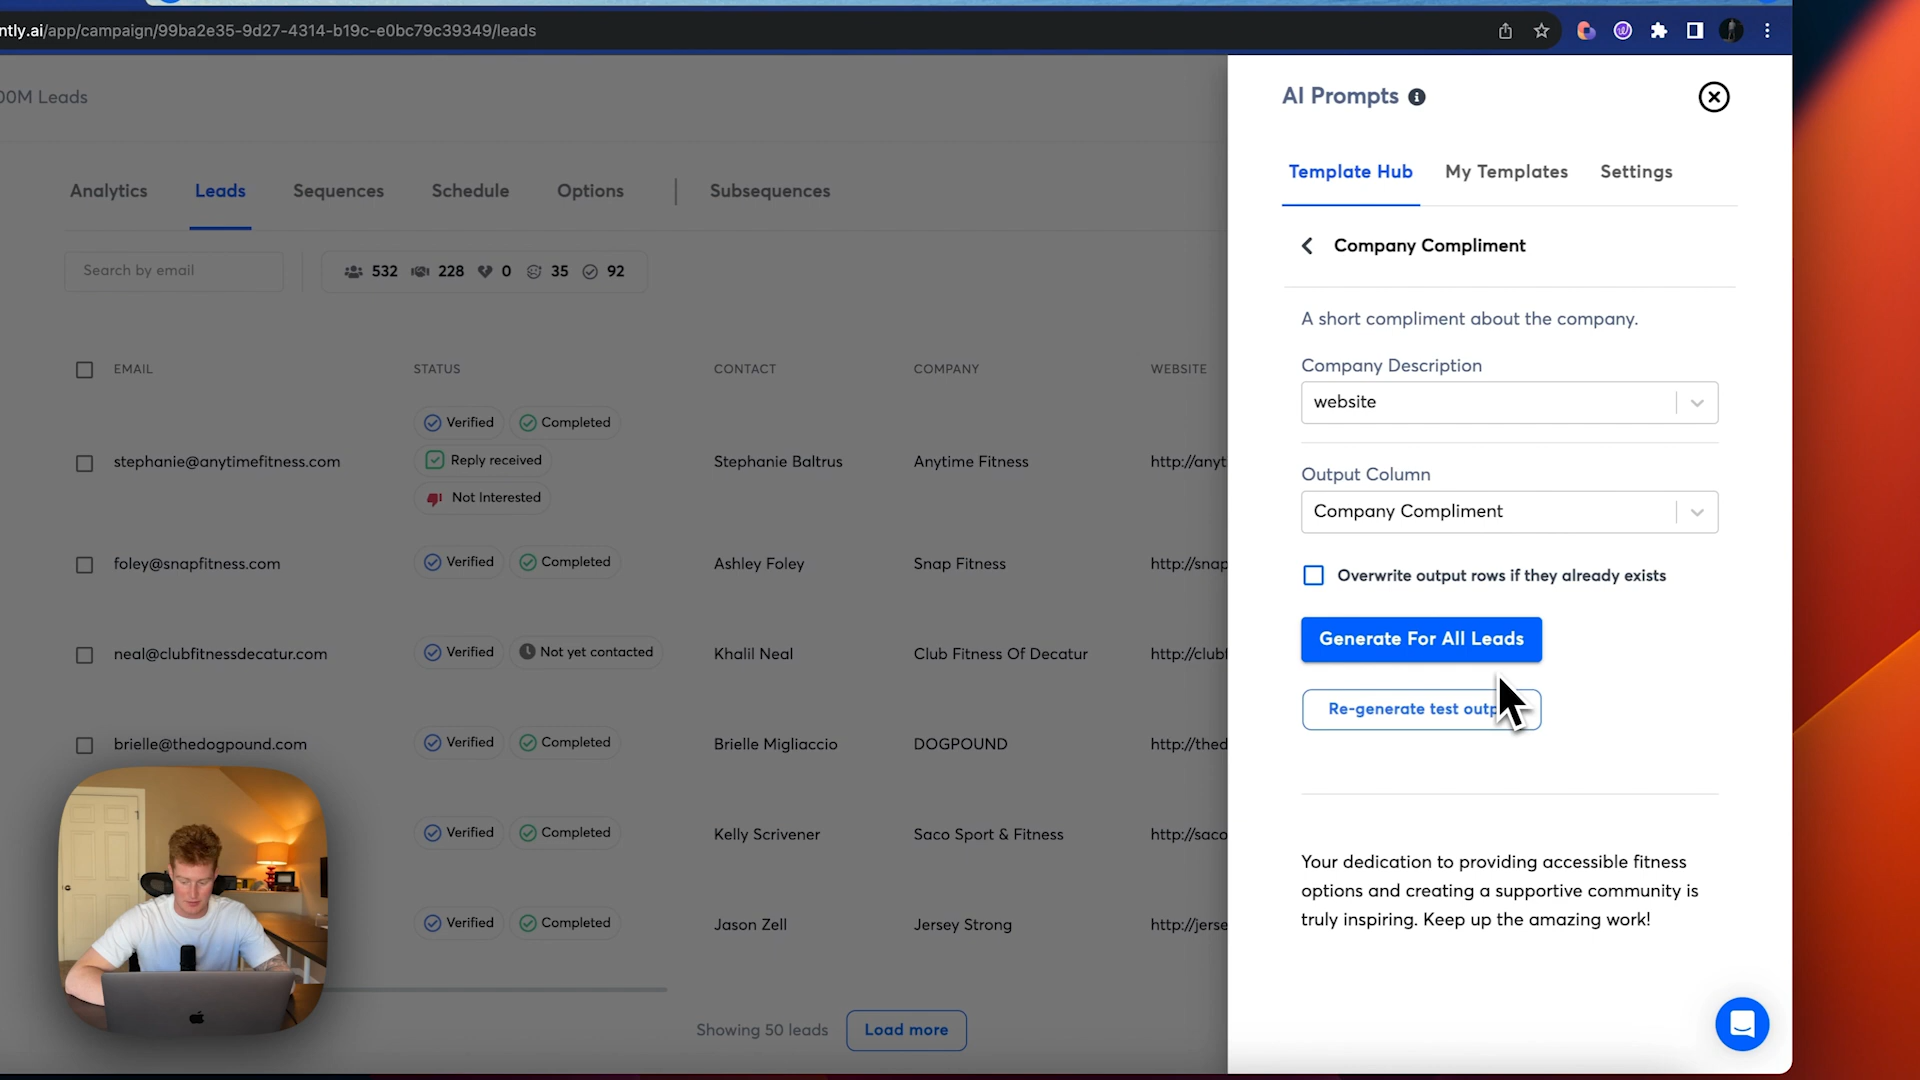 ntly.ai/app/campaign/99ba2e35-9d27-4314-b19c-e0bc79c39349/leads
00M Leads
Analytics Leads Sequences Schedule Options | Subsequences
Search by email
532 228 0 35 92
EMAIL STATUS CONTACT COMPANY WEBSITE
Verified Completed
stephanie@anytimefitness.com Reply received Stephanie Baltrus Anytime Fitness http://anyt
Not Interested
foley@snapfitness.com Verified Completed Ashley Foley Snap Fitness http://snap
neal@clubfitnessdecatur.com Verified Not yet contacted Khalil Neal Club Fitness Of Decatur http://clubf
brielle@thedogpound.com Verified Completed Brielle Migliaccio DOGPOUND http://thed
Verified Completed Kelly Scrivener Saco Sport & Fitness http://saco
Verified Completed Jason Zell Jersey Strong http://jerse
Showing 50 leads Load more
AI Prompts
Template Hub My Templates Settings
Company Compliment
A short compliment about the company.
Company Description
website
Output Column
Company Compliment
Overwrite output rows if they already exists
Generate For All Leads
Re-generate test outp
Your dedication to providing accessible fitness
options and creating a supportive community is
truly inspiring. Keep up the amazing work!